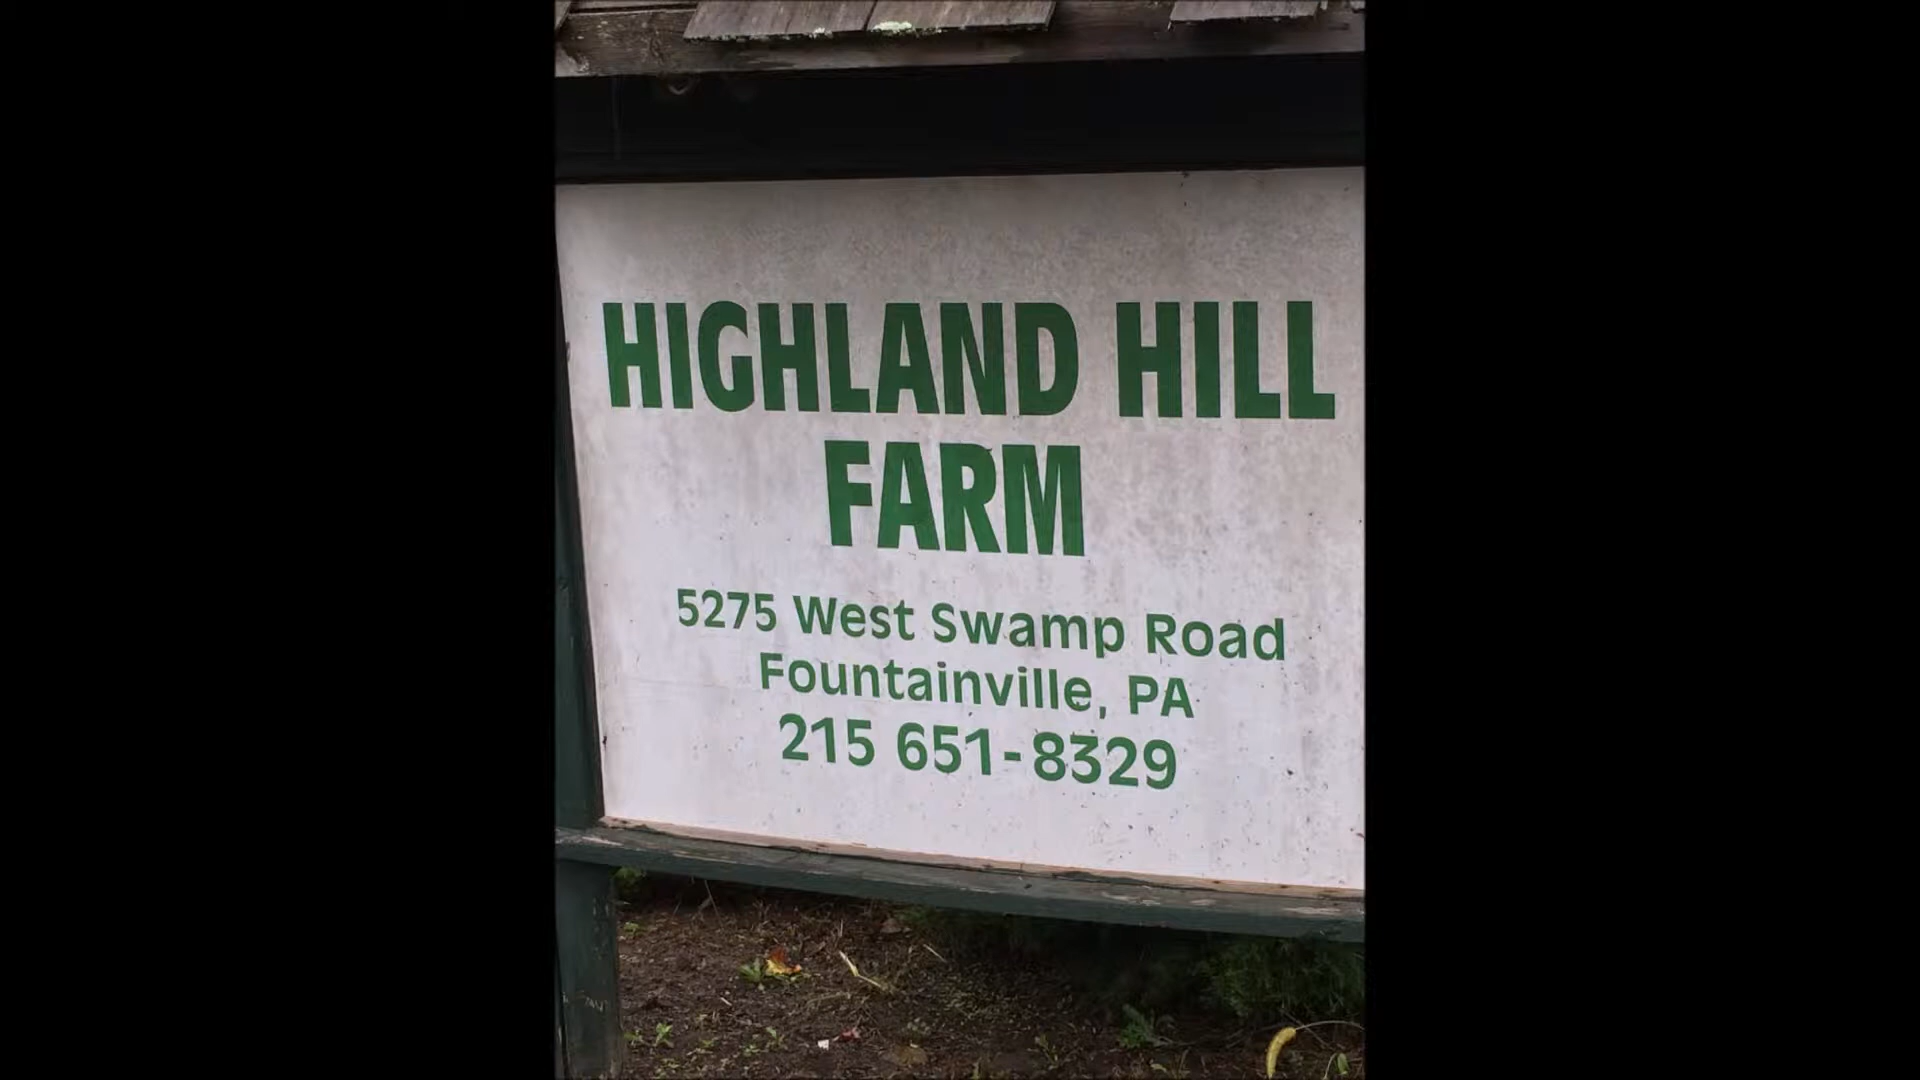 HIGHLAND HILL
FARM
5275 West Swamp Road
Fountainville, PA
215 651-8329